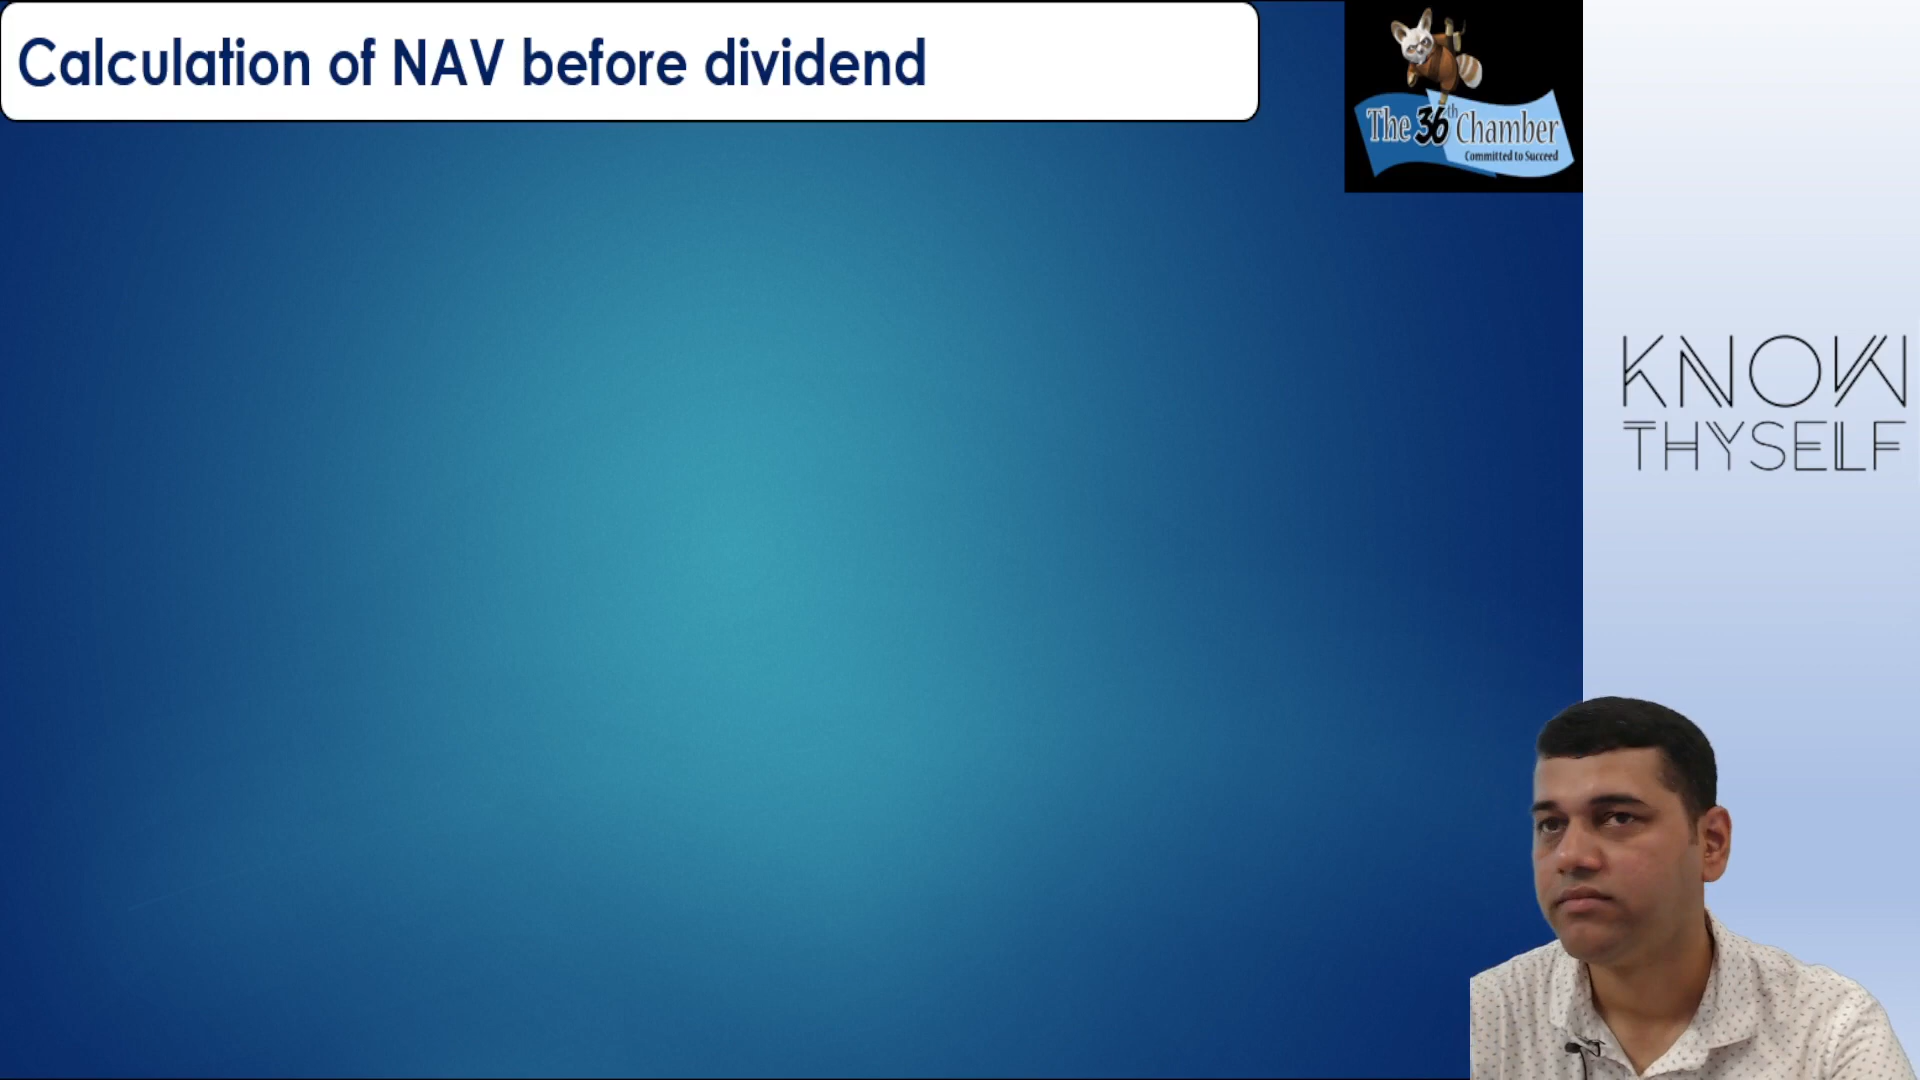 Calculation of NAV before dividend
The 36th Chamber
Committed to Succeed
KNOW
THYSELF